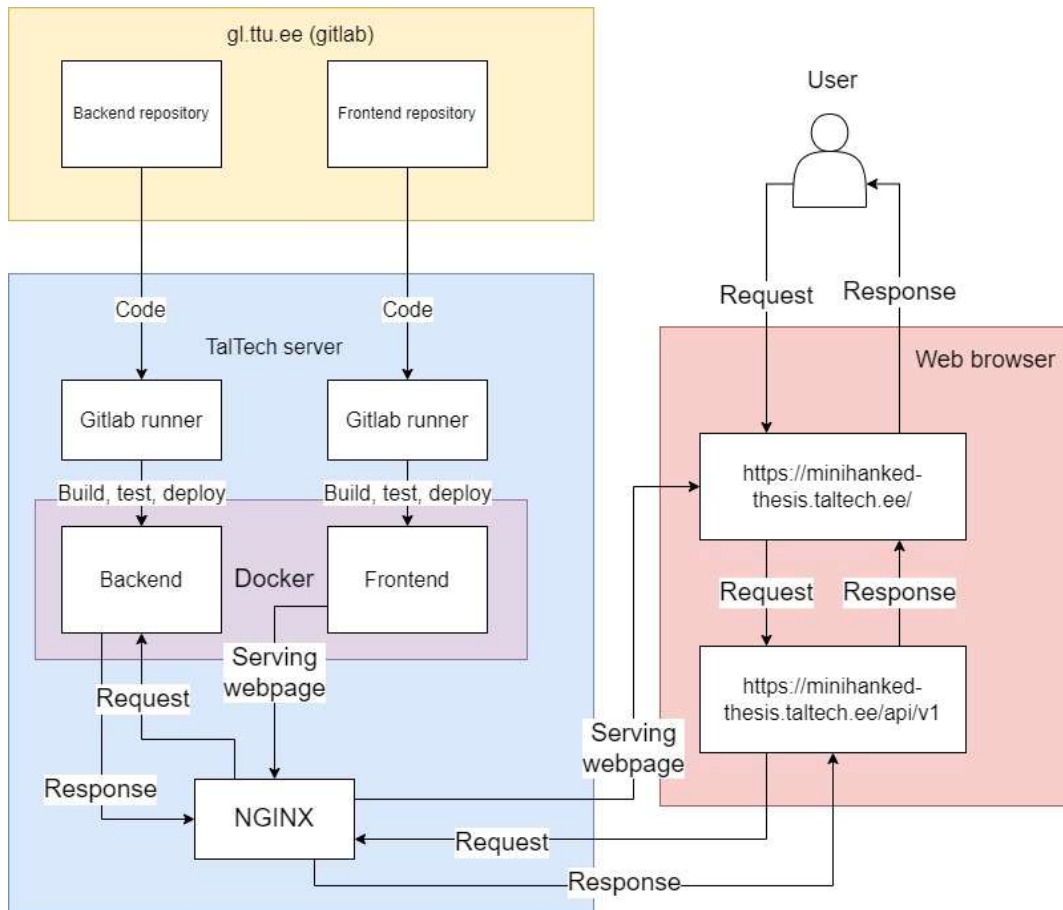 gl.ttu.ee (gitlab)
Backend repository
Frontend repository
User
Code
Code
Request
Response
TalTech server
Web browser
Gitlab runner
Gitlab runner
https://minihanked-
thesis.taltech.ee/
Build, test, deploy
Build, test, deploy
Backend
Docker
Frontend
Request
Response
Serving
webpage
Request
https://minihanked-
thesis.taltech.ee/api/v1
Serving
webpage
Response
NGINX
Request
Response